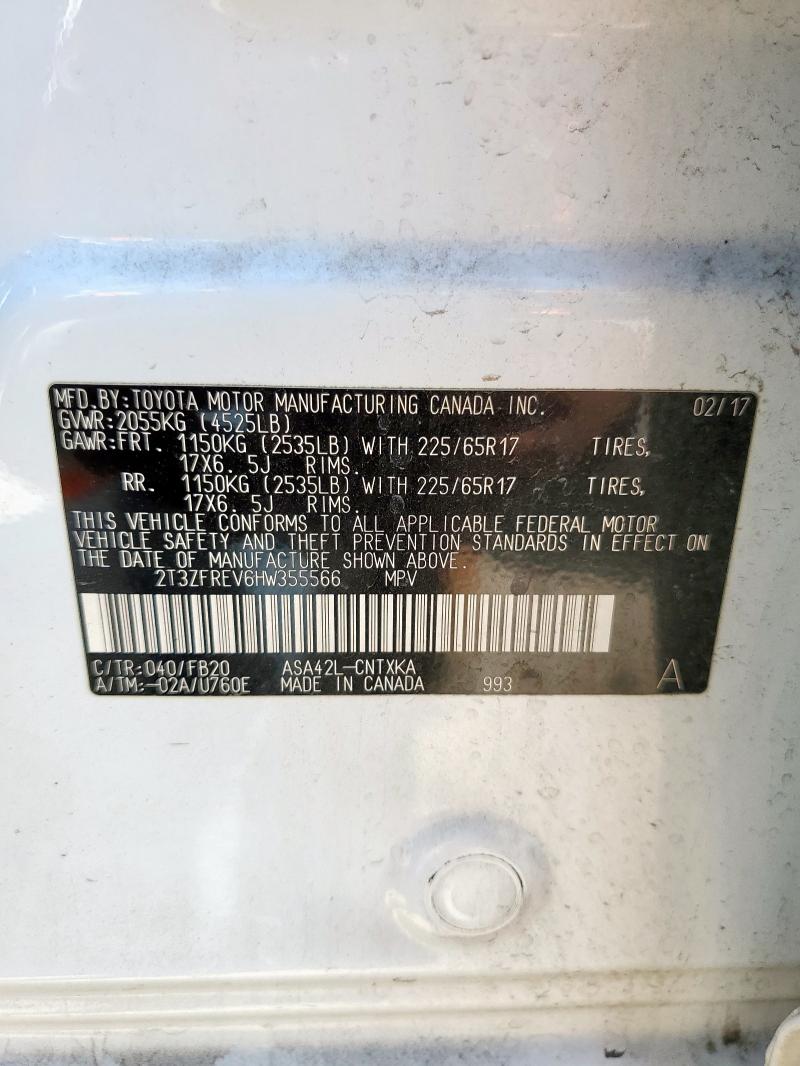 MFD.BY:TOYOTA MOTOR MANUFACTURING CANADA INC. 02/17
GVWR:2055KG (4525LB)
GAWR:FRT. 1150KG (2535LB) WITH 225/65R17 TIRES,
17X6. 5J RIMS.
RR. 1150KG (2535LB) WITH 225/65R17 TIRES,
17X6. 5J RIMS.
THIS VEHICLE CONFORMS TO ALL APPLICABLE FEDERAL MOTOR
VEHICLE SAFETY AND THEFT PREVENTION STANDARDS IN EFFECT ON
THE DATE OF MANUFACTURE SHOWN ABOVE.
2T3ZFREV6HW355566 MPV
C/TR:040/FB20 ASA42L-CNTXKA
A/TM:-02A/U760E MADE IN CANADA 993 A